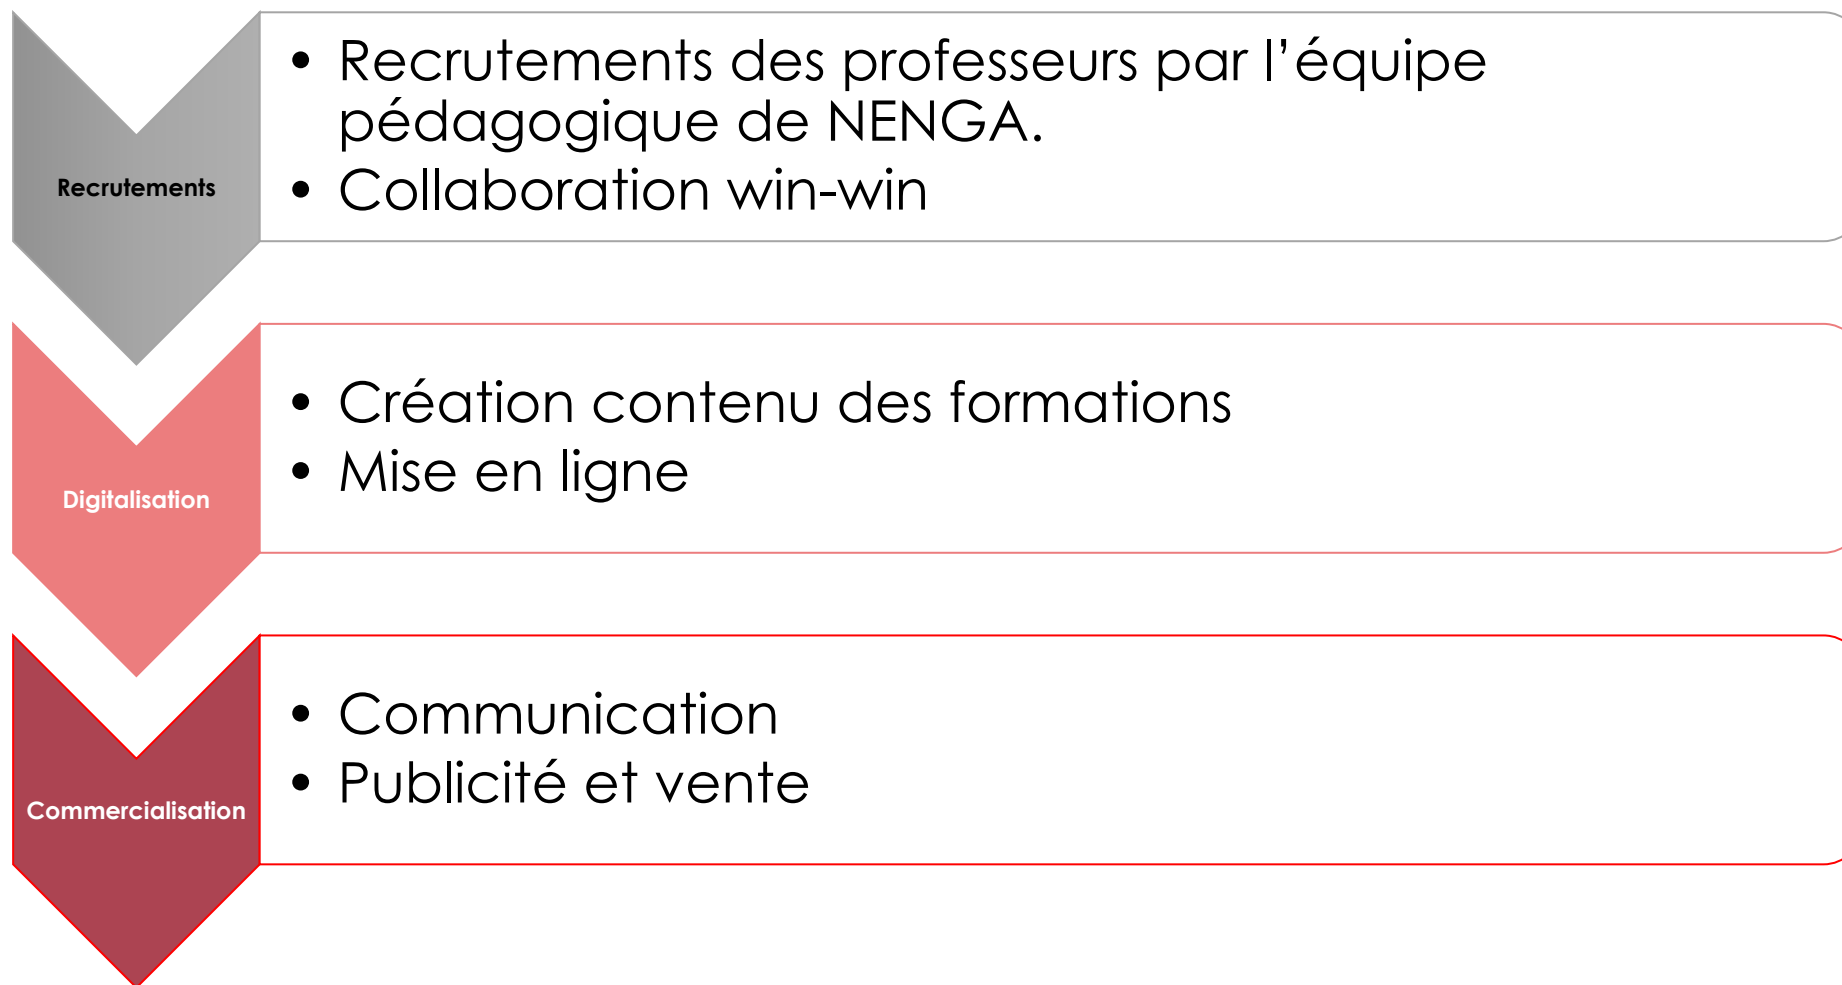 Recrutements
• Recrutements des professeurs par l’équipe
pédagogique de NENGA.
• Collaboration win-win
Digitalisation
• Création contenu des formations
• Mise en ligne
Commercialisation
• Communication
• Publicité et vente